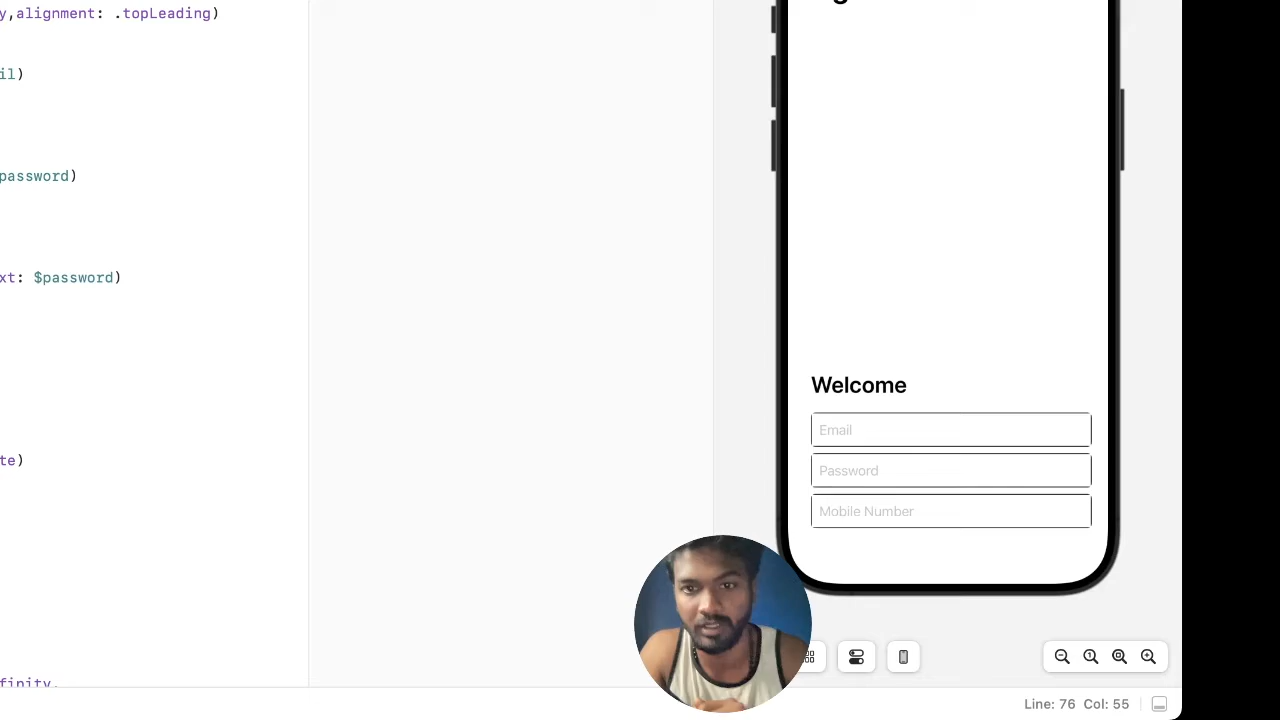 y,alignment: .topLeading)
il)
password)
xt: $password)
te)
finity,
Welcome
Email
Password
Mobile Number
Line: 76 Col: 55